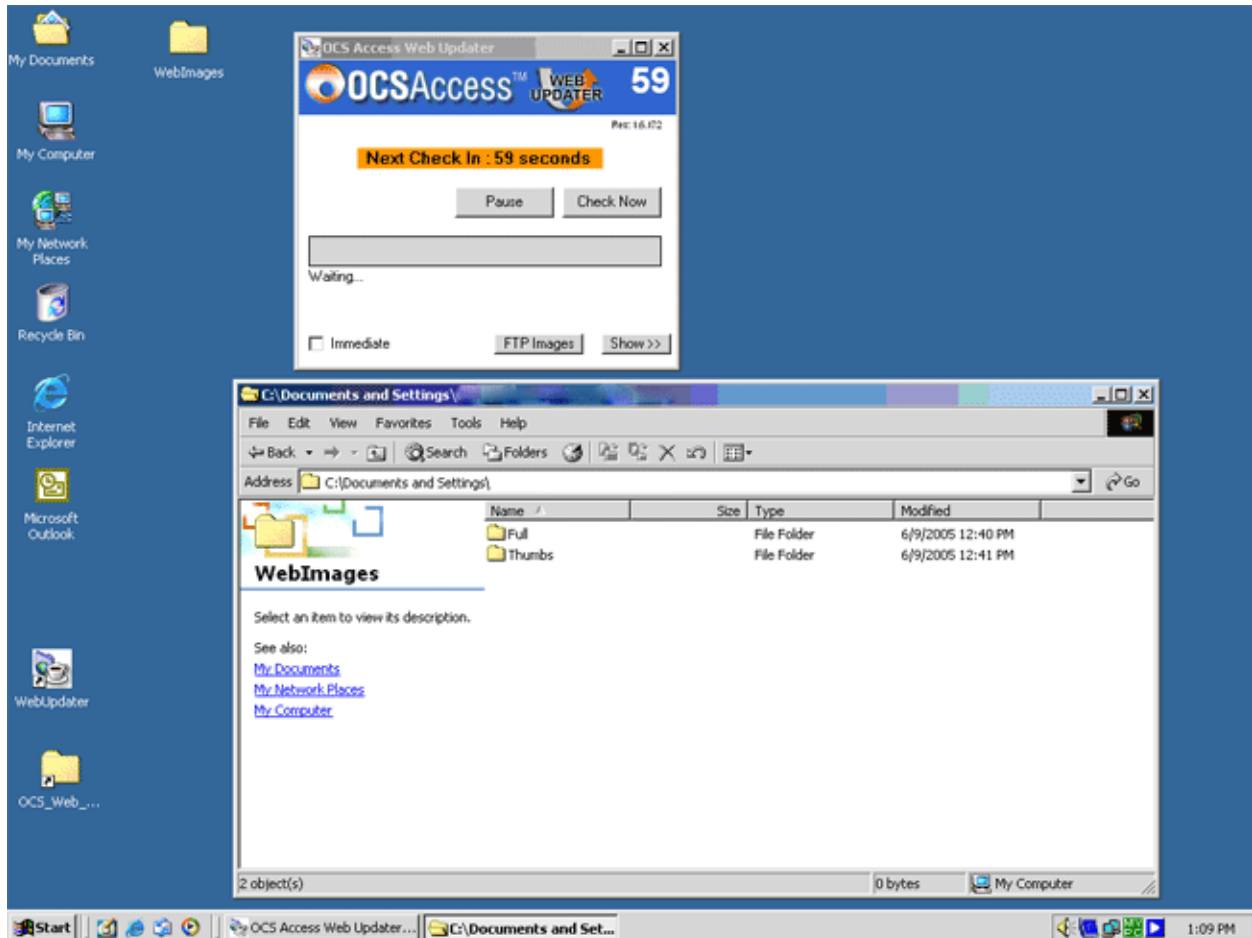 My Documents
WebImages
My Computer
My Network
Places
Recycle Bin
Internet
Explorer
Microsoft
Outlook
WebUpdater
OCS_Web_...
OCS Access Web Updater
OCSAccess™ WEB UPDATER 59
Rev: 1.6.172
Next Check In : 59 seconds
Pause Check Now
Waiting...
Immediate FTP Images Show >>
C:\Documents and Settings\
File Edit View Favorites Tools Help
Back Search Folders
Address C:\Documents and Settings\ Go
Name Size Type Modified
Full File Folder 6/9/2005 12:40 PM
Thumbs File Folder 6/9/2005 12:41 PM
WebImages
Select an item to view its description.
See also:
My Documents
My Network Places
My Computer
2 object(s) 0 bytes My Computer
Start OCS Access Web Updater... C:\Documents and Set... 1:09 PM